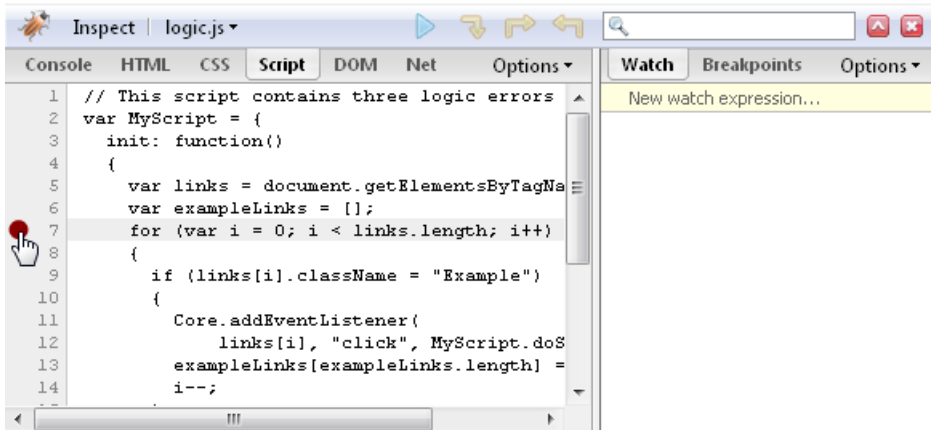 Inspect logic.js
Console HTML CSS Script DOM Net Options
Watch Breakpoints Options
New watch expression...
1 // This script contains three logic errors
2 var MyScript = {
3 init: function()
4 {
5 var links = document.getElementsByTagNa
6 var exampleLinks = [];
7 for (var i = 0; i < links.length; i++)
8 {
9 if (links[i].className = "Example")
10 {
11 Core.addEventListener(
12 links[i], "click", MyScript.doS
13 exampleLinks[exampleLinks.length] =
14 i--;